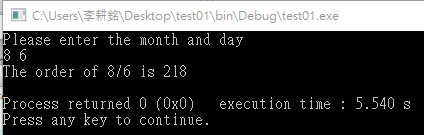 C:\Users\李耕銘\Desktop\test01\bin\Debug\test01.exe
Please enter the month and day
8 6
The order of 8/6 is 218
Process returned 0 (0x0)   execution time : 5.540 s
Press any key to continue.